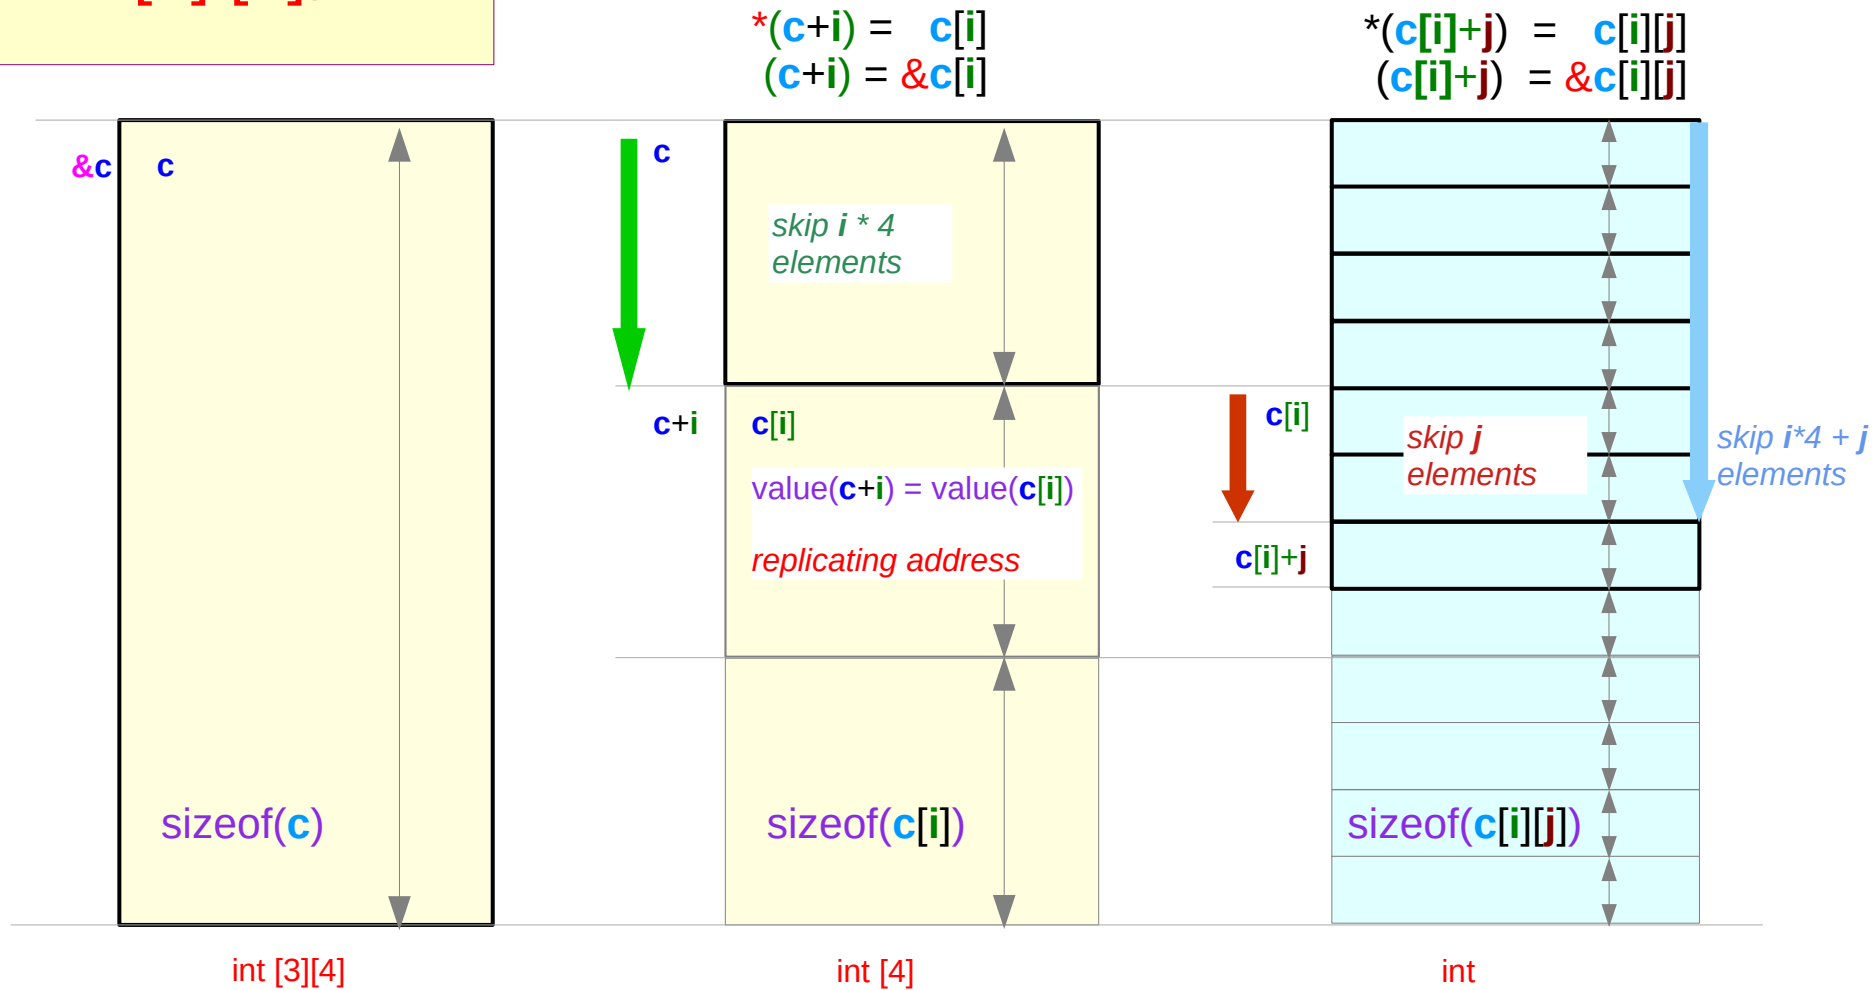 *(c+i) = c[i]
(c+i) = &c[i]
*(c[i]+j) = c[i][j]
(c[i]+j) = &c[i][j]
&c
c
c
skip i * 4
elements
c+i
c[i]
value(c+i) = value(c[i])
replicating address
c[i]
skip j
elements
skip i*4 + j
elements
c[i]+j
sizeof(c)
sizeof(c[i])
sizeof(c[i][j])
int [3][4]
int [4]
int